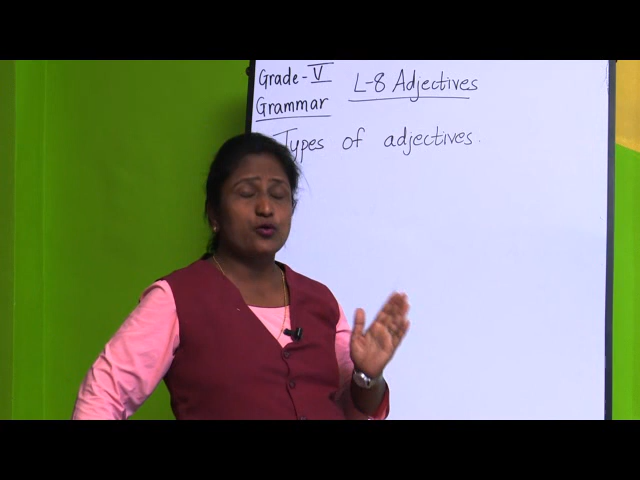 Grade - V
Grammar
L-8 Adjectives
Types of adjectives.